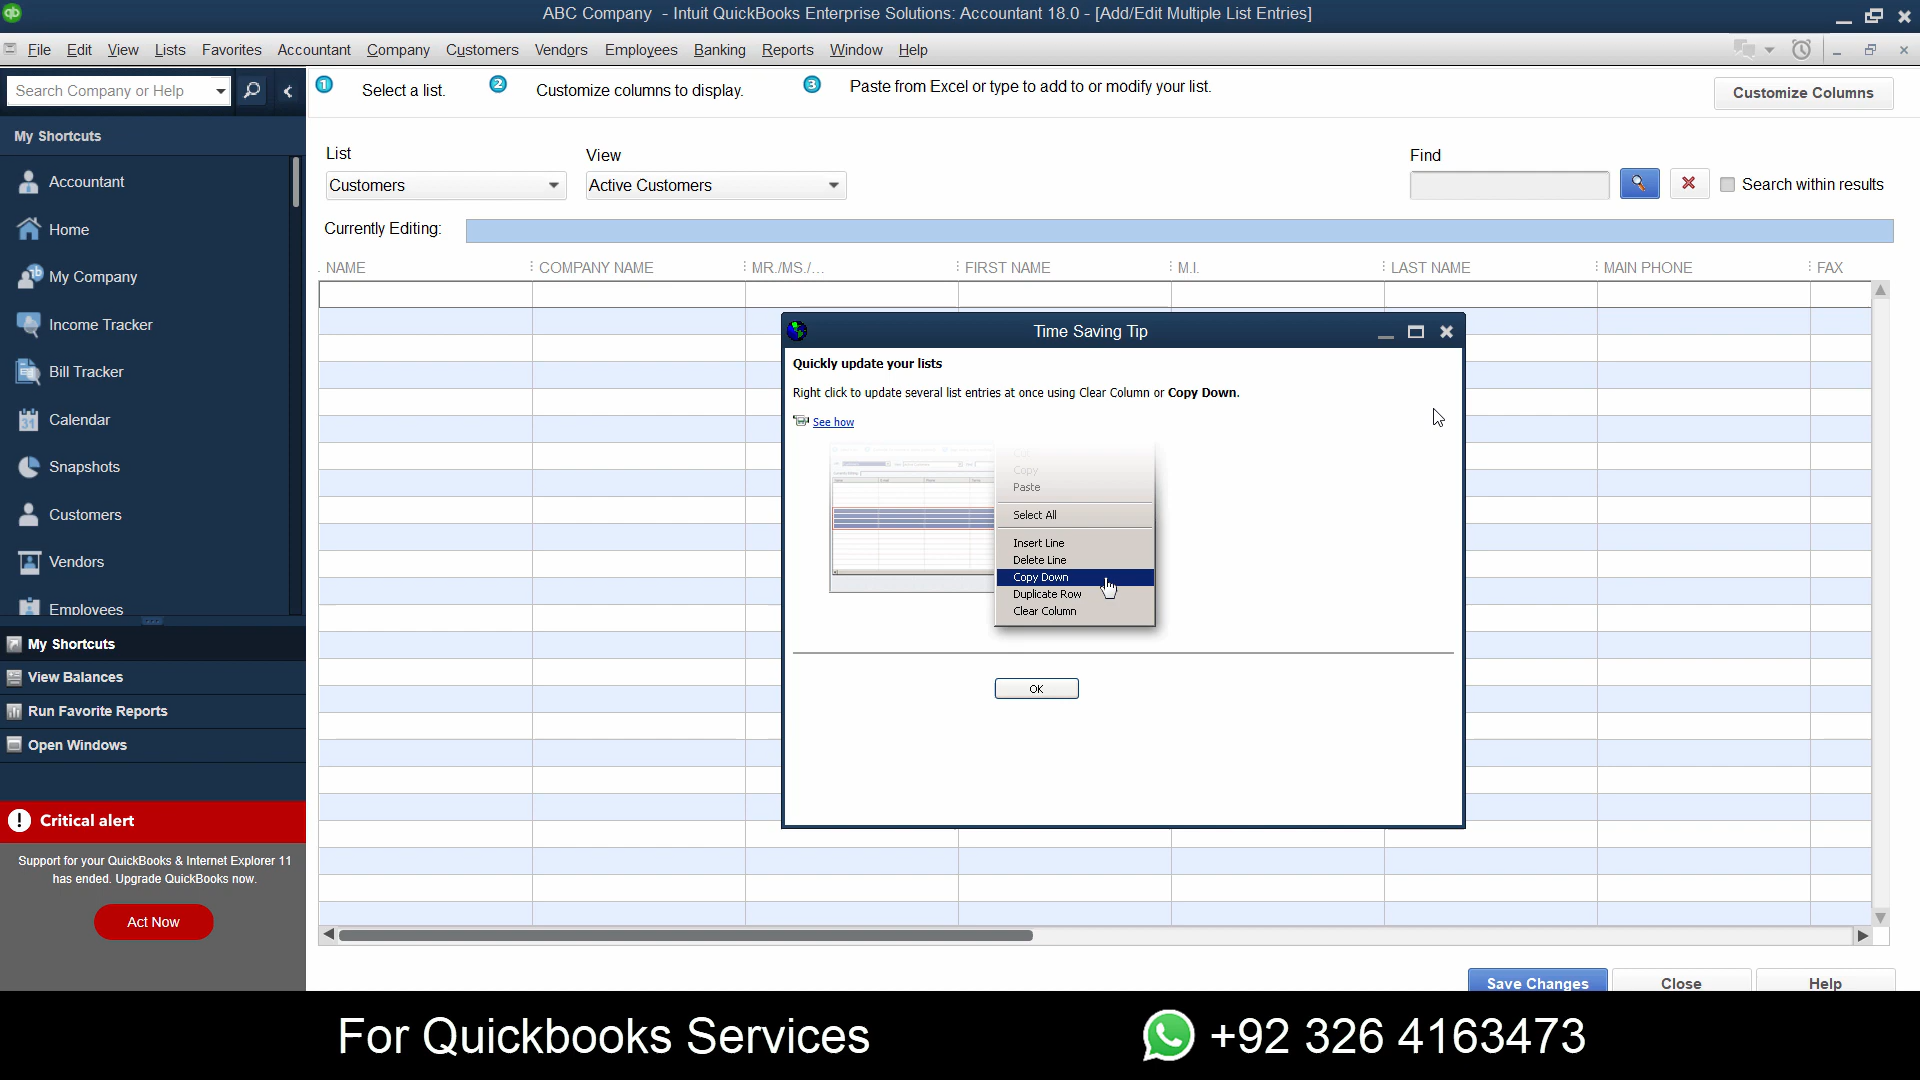 ABC Company - Intuit QuickBooks Enterprise Solutions: Accountant 18.0 - [Add/Edit Multiple List Entries]
File Edit View Lists Favorites Accountant Company Customers Vendors Employees Banking Reports Window Help
Search Company or Help
1 Select a list. 2 Customize columns to display. 3 Paste from Excel or type to add to or modify your list.
Customize Columns
My Shortcuts
Accountant
Home
My Company
Income Tracker
Bill Tracker
Calendar
Snapshots
Customers
Vendors
Employees
My Shortcuts
View Balances
Run Favorite Reports
Open Windows
Critical alert
Support for your QuickBooks & Internet Explorer 11
has ended. Upgrade QuickBooks now.
Act Now
List View Find
Customers Active Customers Search within results
Currently Editing:
NAME COMPANY NAME MR./MS./... FIRST NAME M.I. LAST NAME MAIN PHONE FAX
Time Saving Tip
Quickly update your lists
Right click to update several list entries at once using Clear Column or Copy Down.
See how
Copy
Paste
Select All
Insert Line
Delete Line
Copy Down
Duplicate Row
Clear Column
OK
Save Changes Close Help
For Quickbooks Services +92 326 4163473